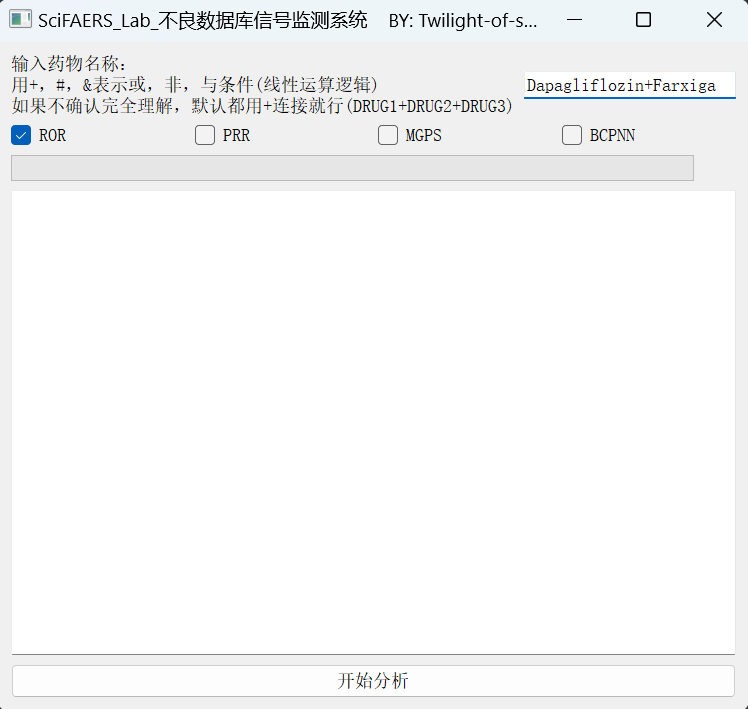 SciFAERS_Lab_不良数据库信号监测系统 BY: Twilight-of-s...
输入药物名称:
用+, #, &表示或, 非, 与条件(线性运算逻辑)
如果不确认完全理解, 默认都用+连接就行(DRUG1+DRUG2+DRUG3)
Dapagliflozin+Farxiga
ROR PRR MGPS BCPNN
开始分析